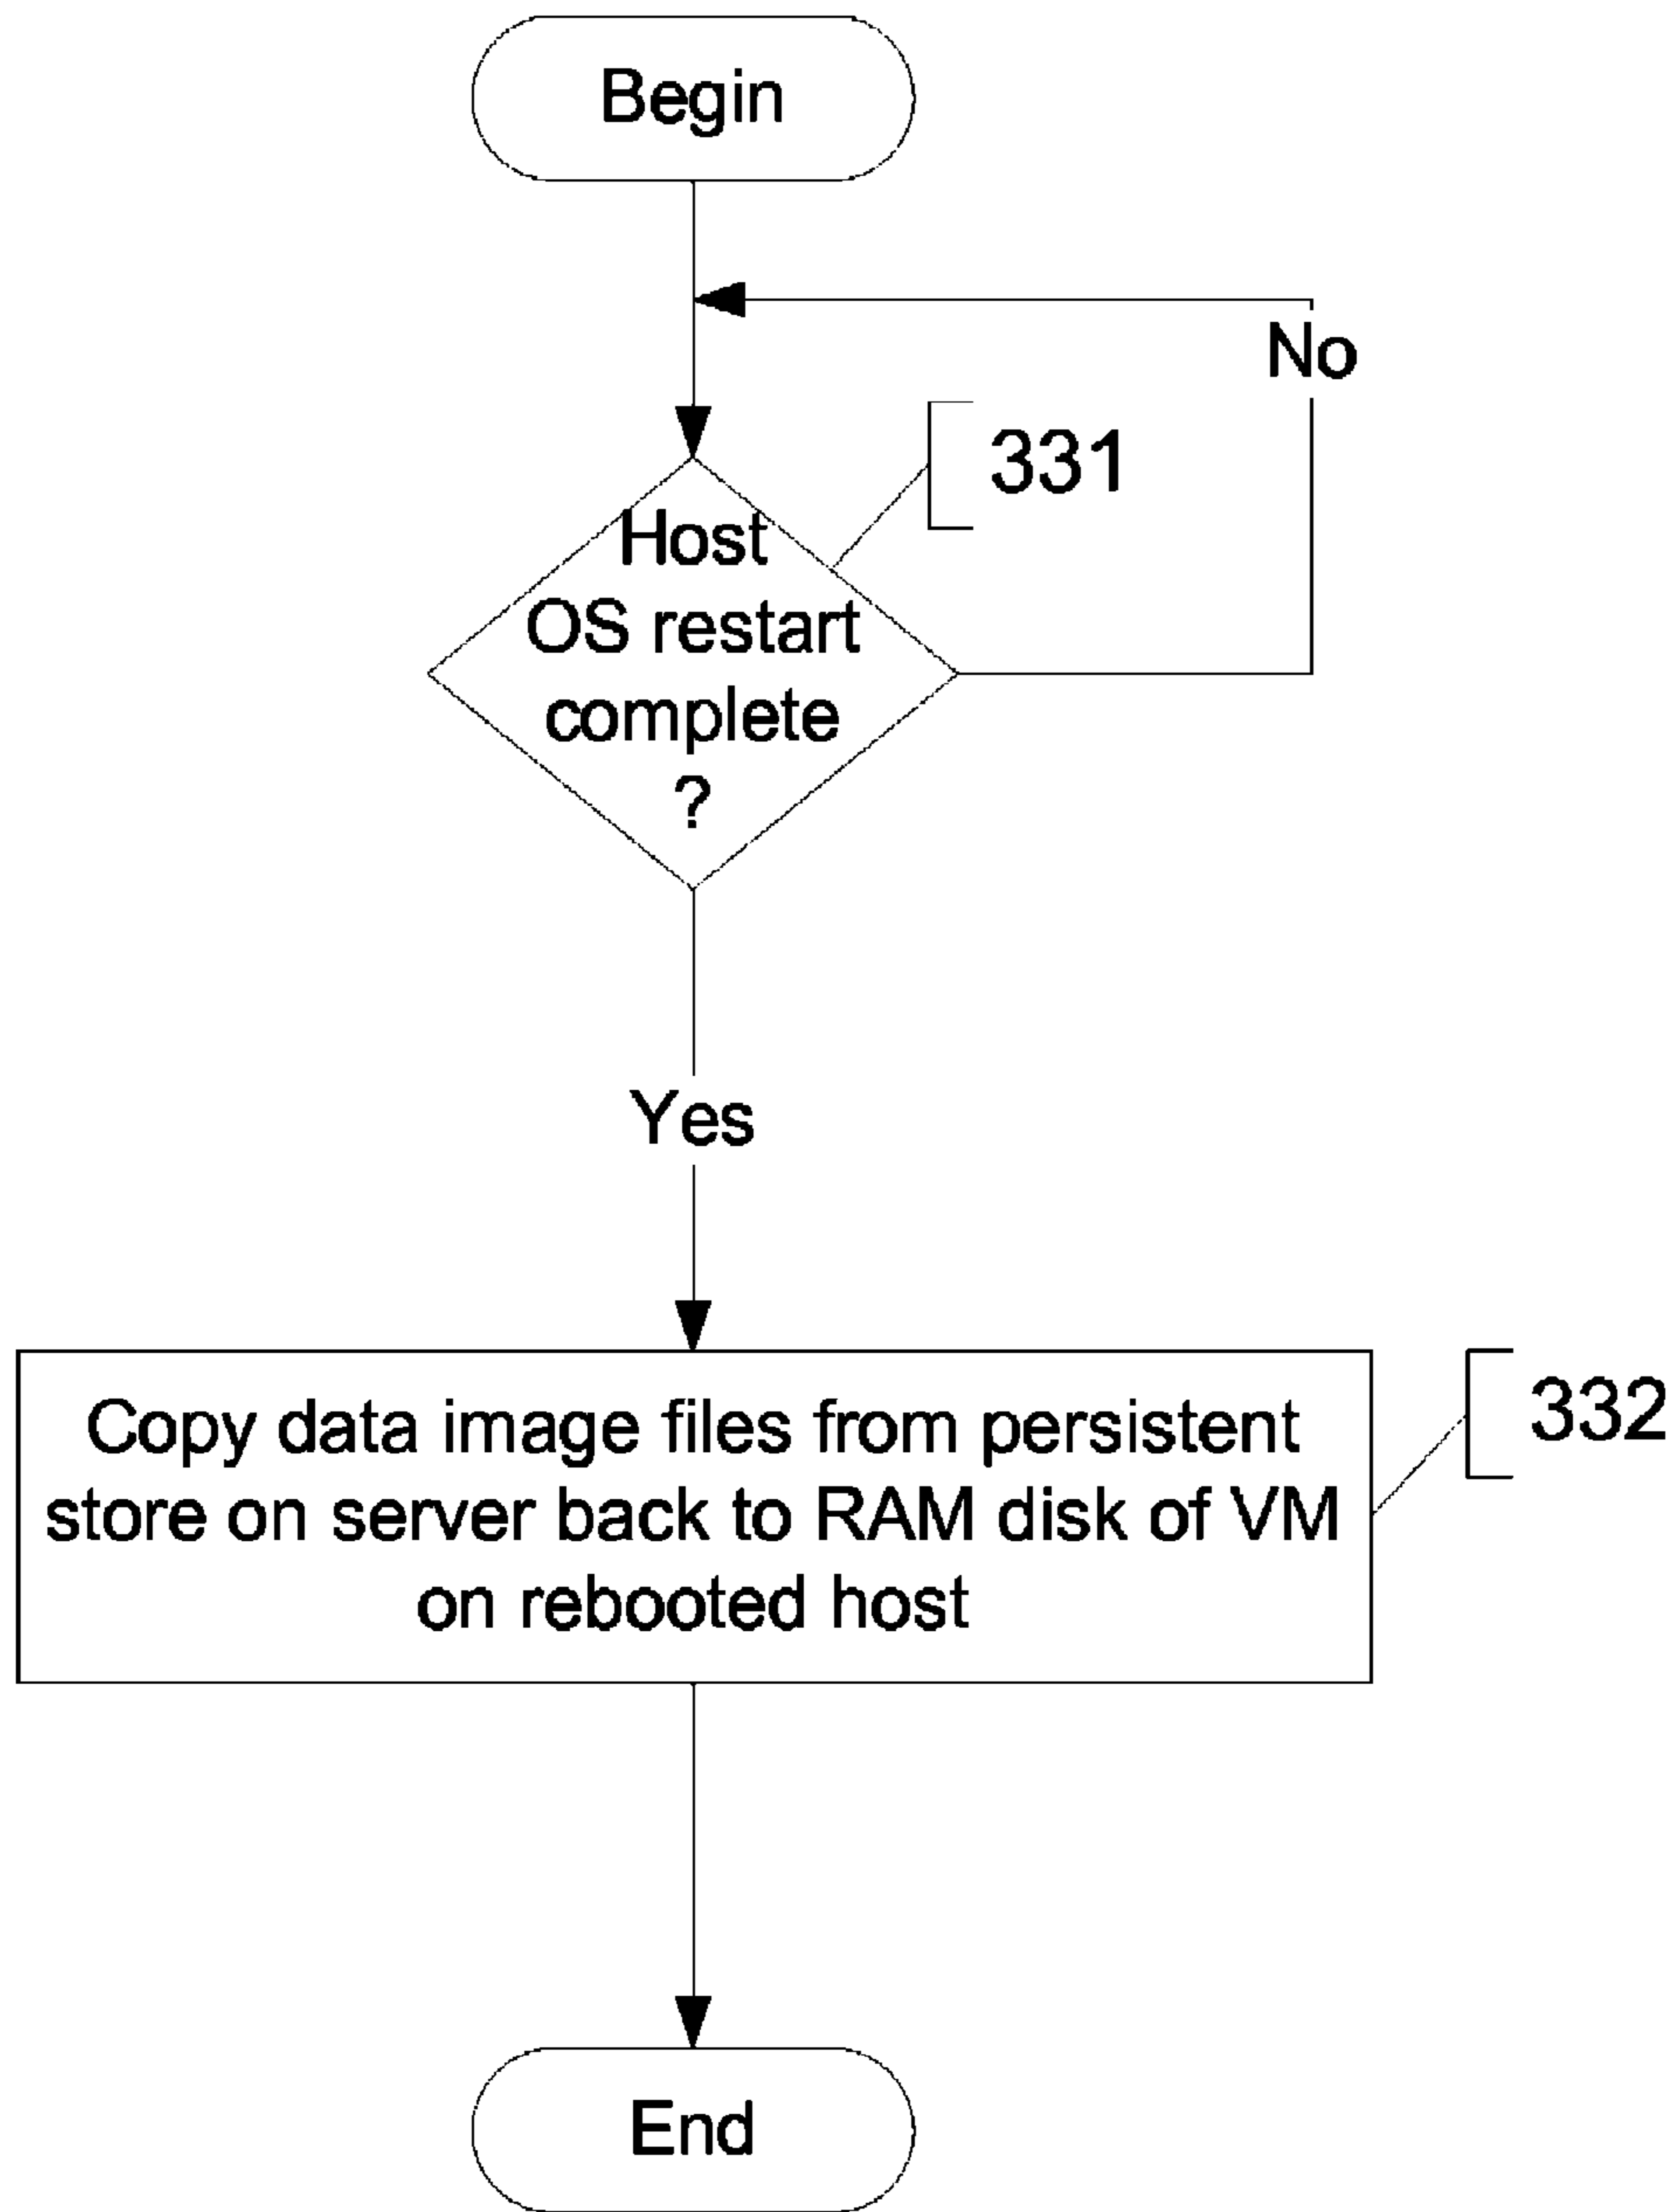 Begin
No
331
Host
OS restart
complete
?
Yes
Copy data image files from persistent
store on server back to RAM disk of VM
on rebooted host
332
End